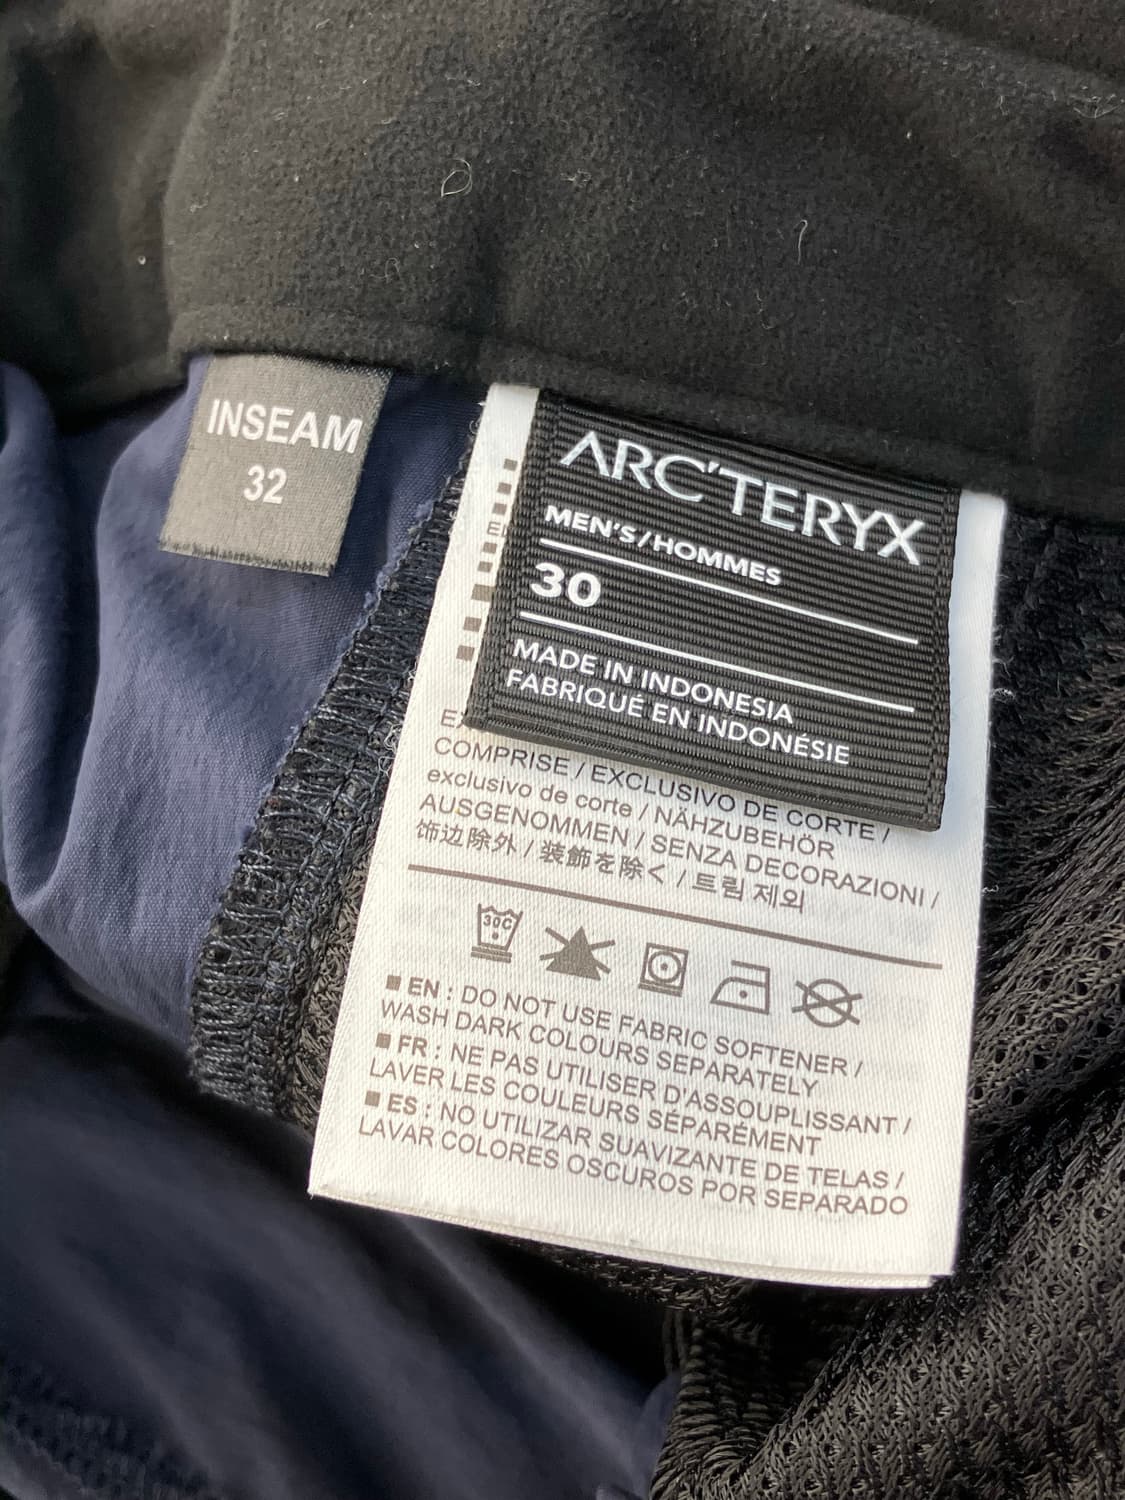 INSEAM
32
ARC'TERYX
MEN'S/HOMMES
30
MADE IN INDONESIA
FABRIQUÉ EN INDONÉSIE
COMPRISE / EXCLUSIVO DE CORTE /
exclusivo de corte / NÄHZUBEHÖR
AUSGENOMMEN / SENZA DECORAZIONI /
饰边除外 / 装飾を除く / 트림 제외
30C
■ EN : DO NOT USE FABRIC SOFTENER /
WASH DARK COLOURS SEPARATELY
■ FR : NE PAS UTILISER D'ASSOUPLISSANT /
LAVER LES COULEURS SÉPARÉMENT
■ ES : NO UTILIZAR SUAVIZANTE DE TELAS /
LAVAR COLORES OSCUROS POR SEPARADO